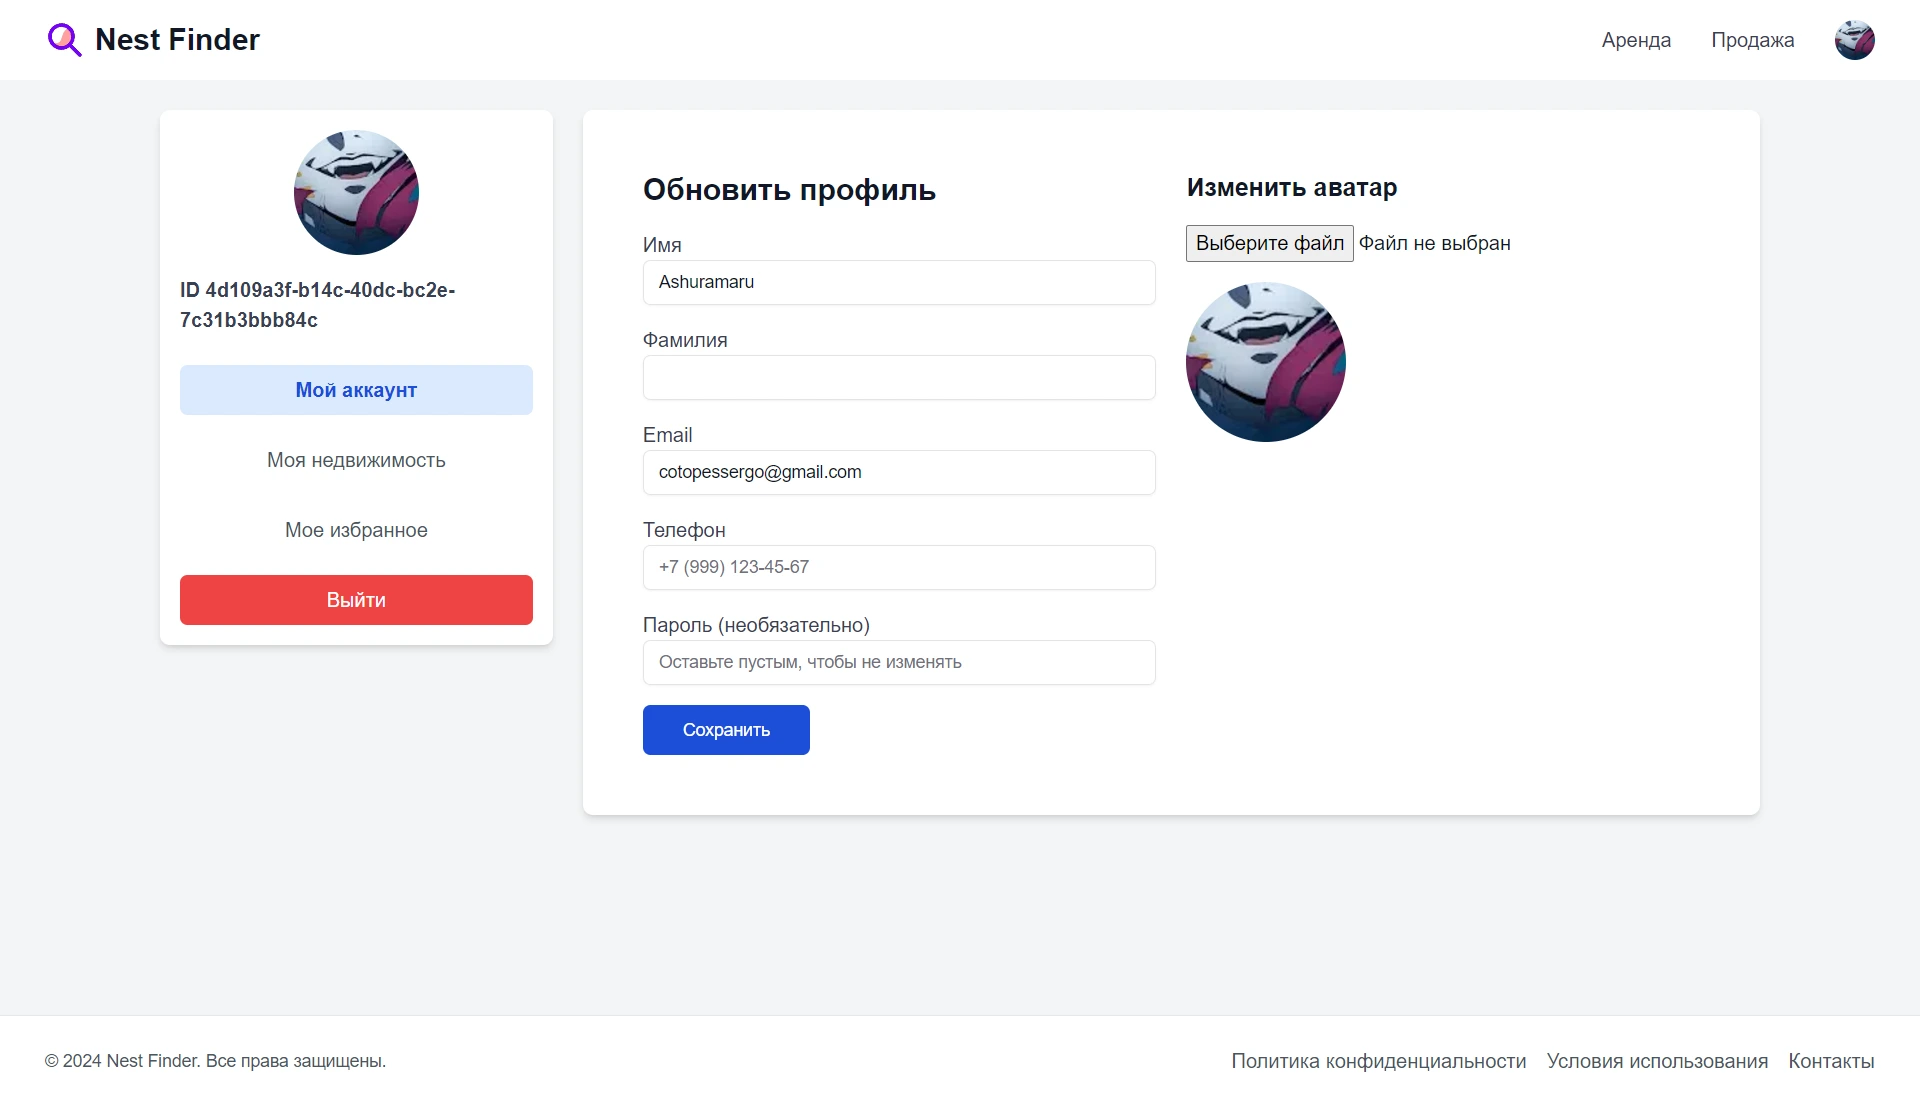 Nest Finder
Аренда
Продажа
ID 4d109a3f-b14c-40dc-bc2e-
7c31b3bbb84c
Мой аккаунт
Моя недвижимость
Мое избранное
Выйти
Обновить профиль
Имя
Ashuramaru
Фамилия
Email
cotopessergo@gmail.com
Телефон
+7 (999) 123-45-67
Пароль (необязательно)
Оставьте пустым, чтобы не изменять
Сохранить
Изменить аватар
Выберите файл Файл не выбран
© 2024 Nest Finder. Все права защищены.
Политика конфиденциальности
Условия использования
Контакты